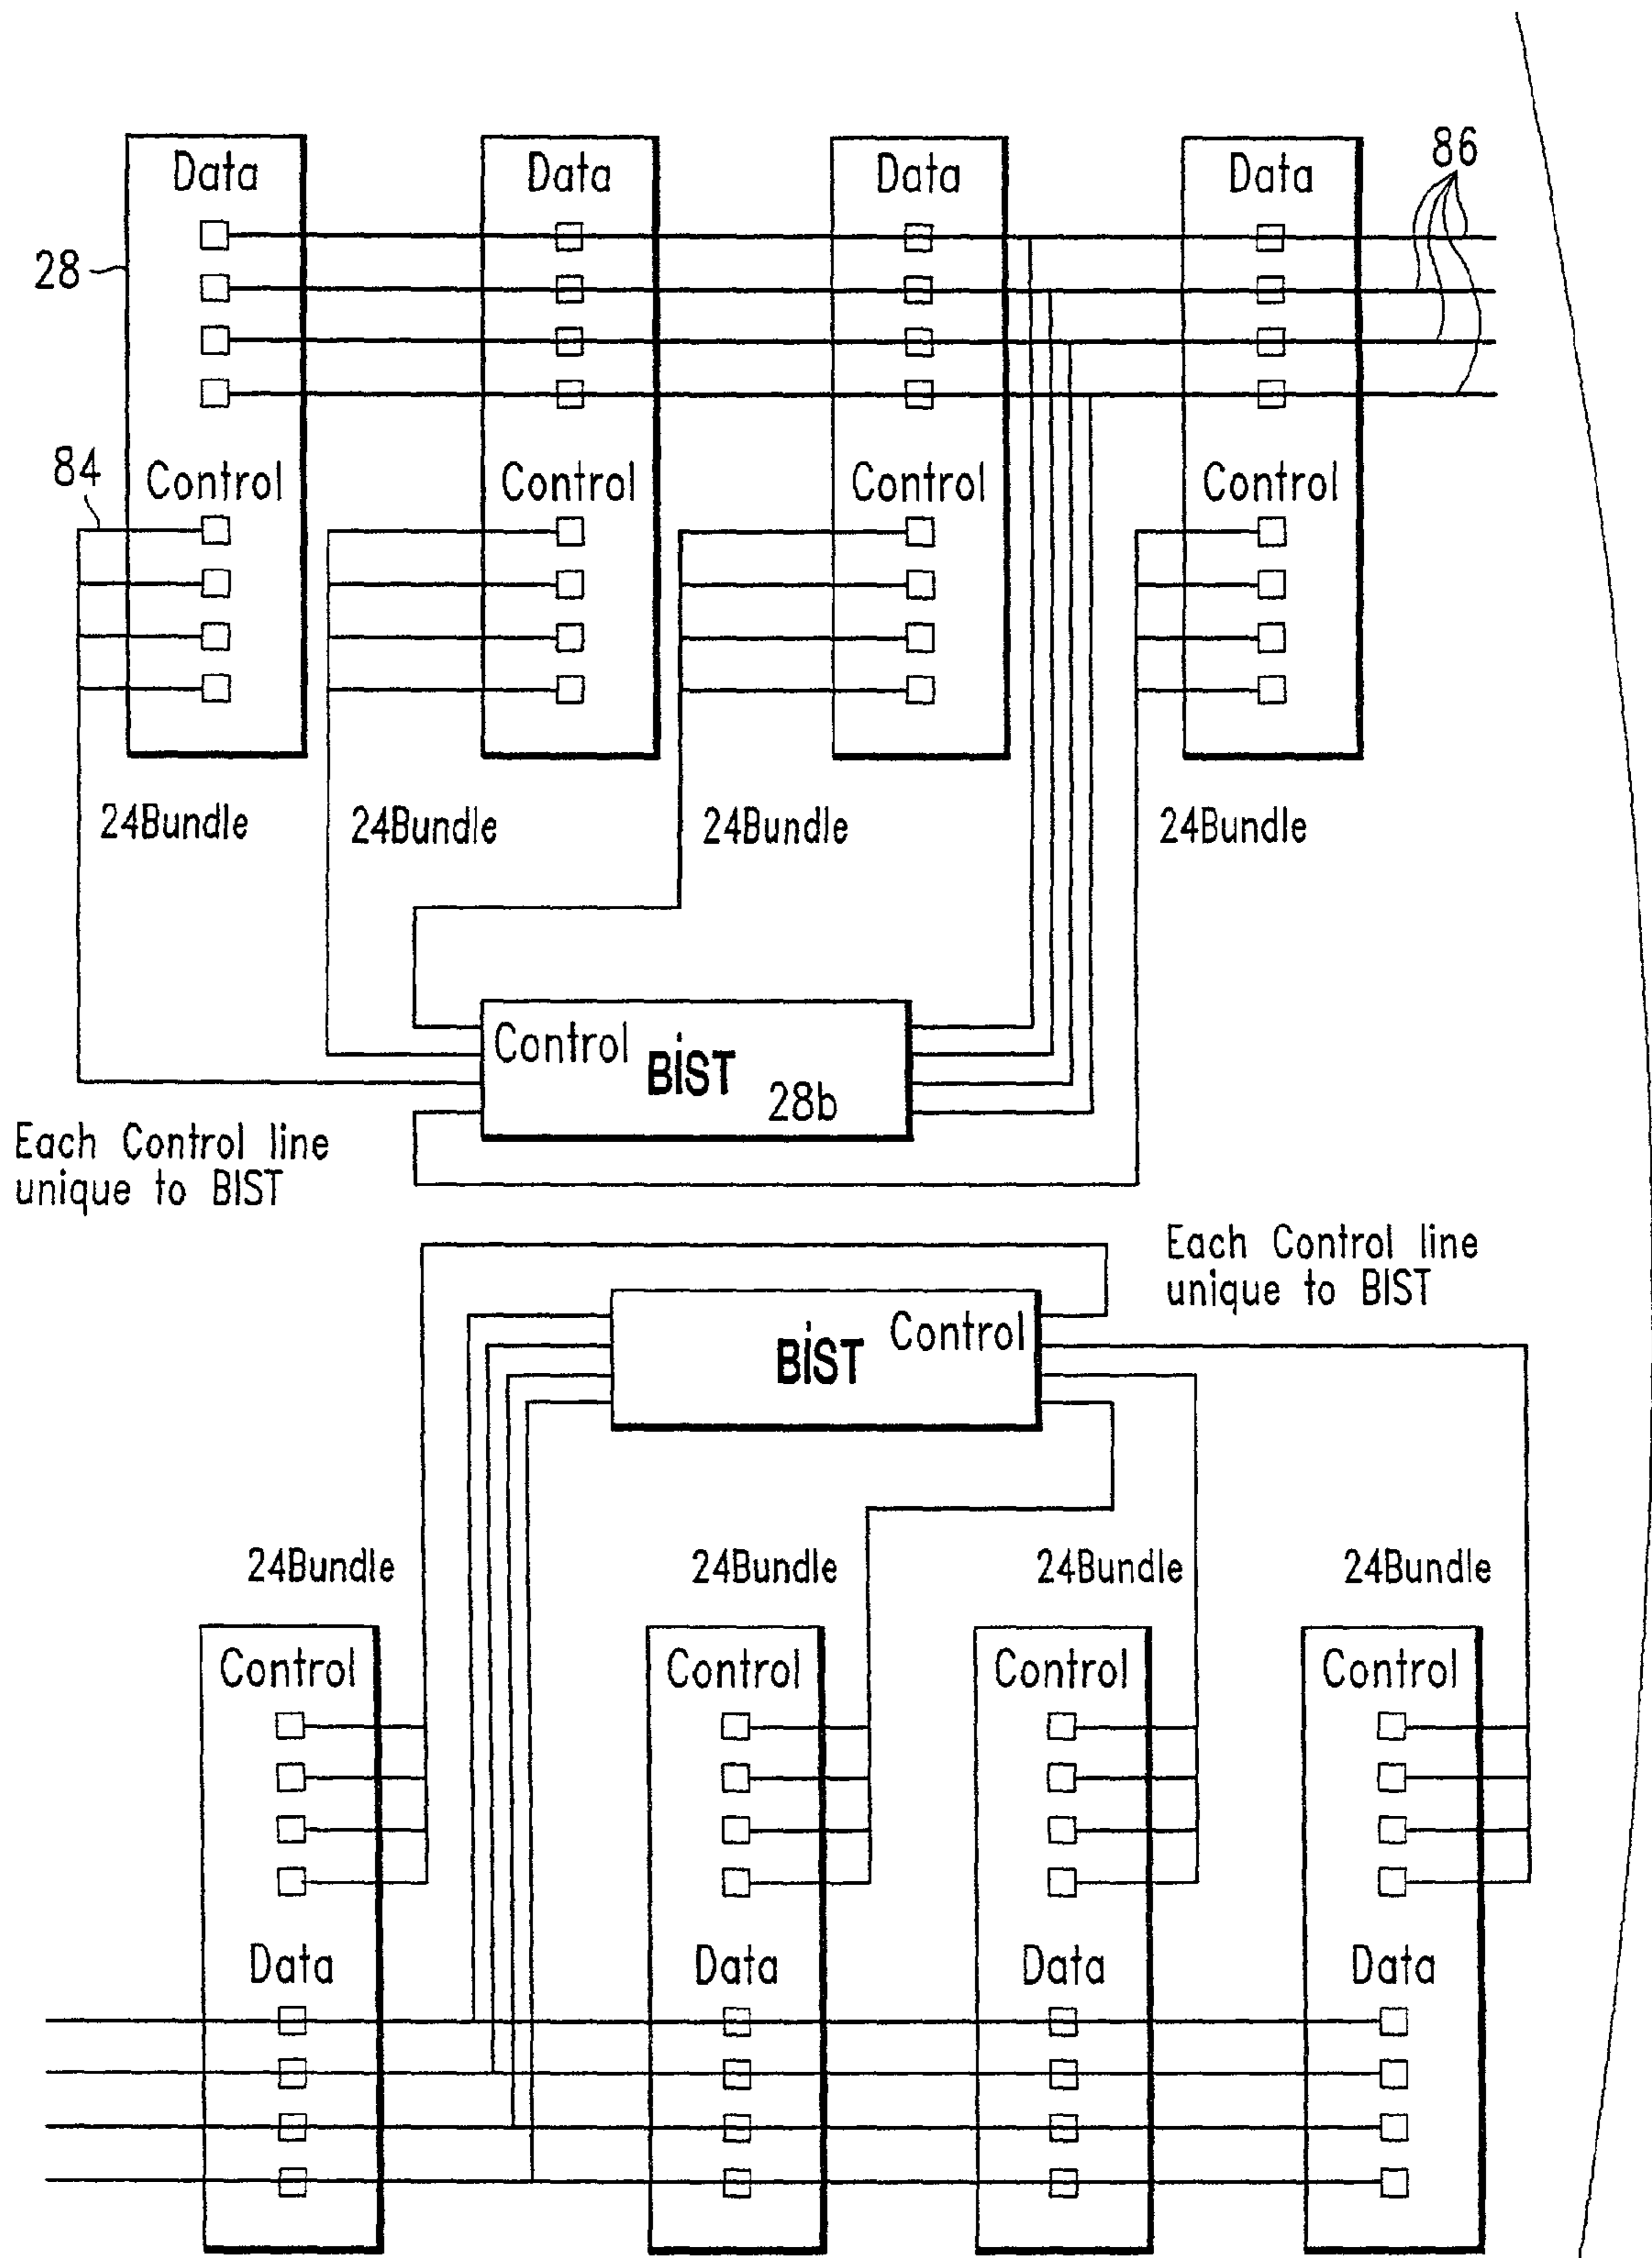 86
Data Data Data Data
28
84
Control Control Control Control
24Bundle 24Bundle 24Bundle 24Bundle
Control
BiST
28b
Each Control line
unique to BIST
Each Control line
unique to BIST
Control
BiST
24Bundle 24Bundle 24Bundle 24Bundle
Control Control Control Control
Data Data Data Data